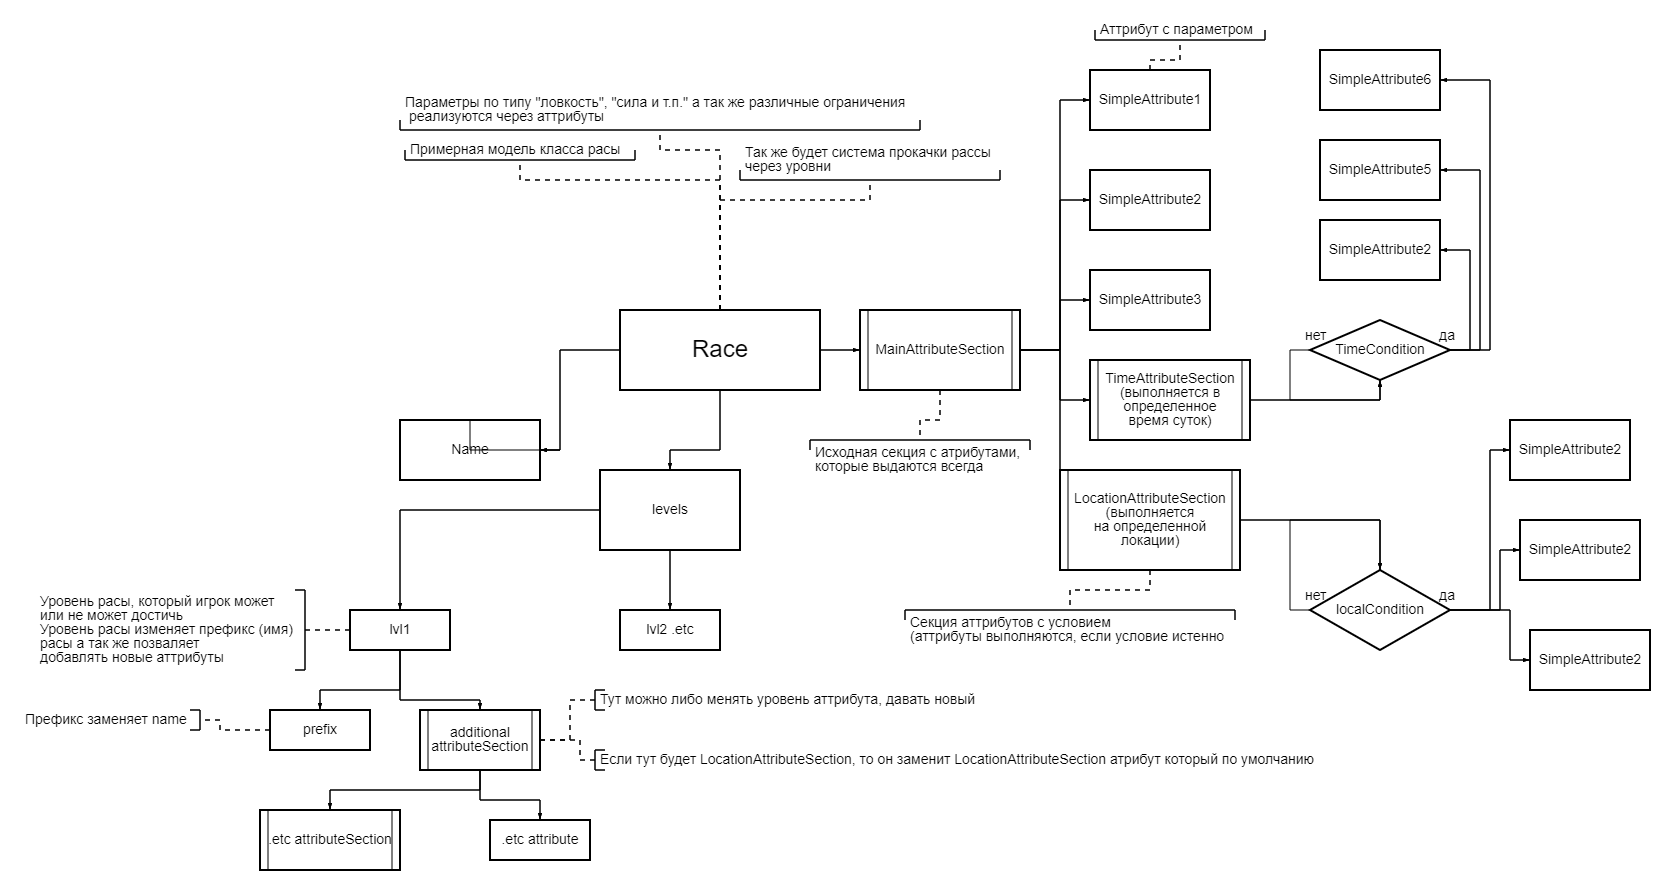 Аттрибут с параметром
SimpleAttribute6
SimpleAttribute1
Параметры по типу "ловкость", "сила и т.п." а так же различные ограничения
реализуются через аттрибуты
Примерная модель класса расы
Так же будет система прокачки рассы
через уровни
SimpleAttribute5
SimpleAttribute2
SimpleAttribute2
SimpleAttribute3
Race
MainAttributeSection
нет
да
TimeCondition
TimeAttributeSection
(выполняется в
определенное
время суток)
Name
Исходная секция с атрибутами,
которые выдаются всегда
SimpleAttribute2
levels
LocationAttributeSection
(выполняется
на определенной
локации)
SimpleAttribute2
нет
да
localCondition
Уровень расы, который игрок может
или не может достичь
Уровень расы изменяет префикс (имя)
расы а так же позваляет
добавлять новые аттрибуты
lvl1
lvl2 .etc
Секция аттрибутов с условием
(аттрибуты выполняются, если условие истенно
SimpleAttribute2
Префикс заменяет name
prefix
additional
attributeSection
Тут можно либо менять уровень аттрибута, давать новый
Если тут будет LocationAttributeSection, то он заменит LocationAttributeSection атрибут который по умолчанию
.etc attributeSection
.etc attribute